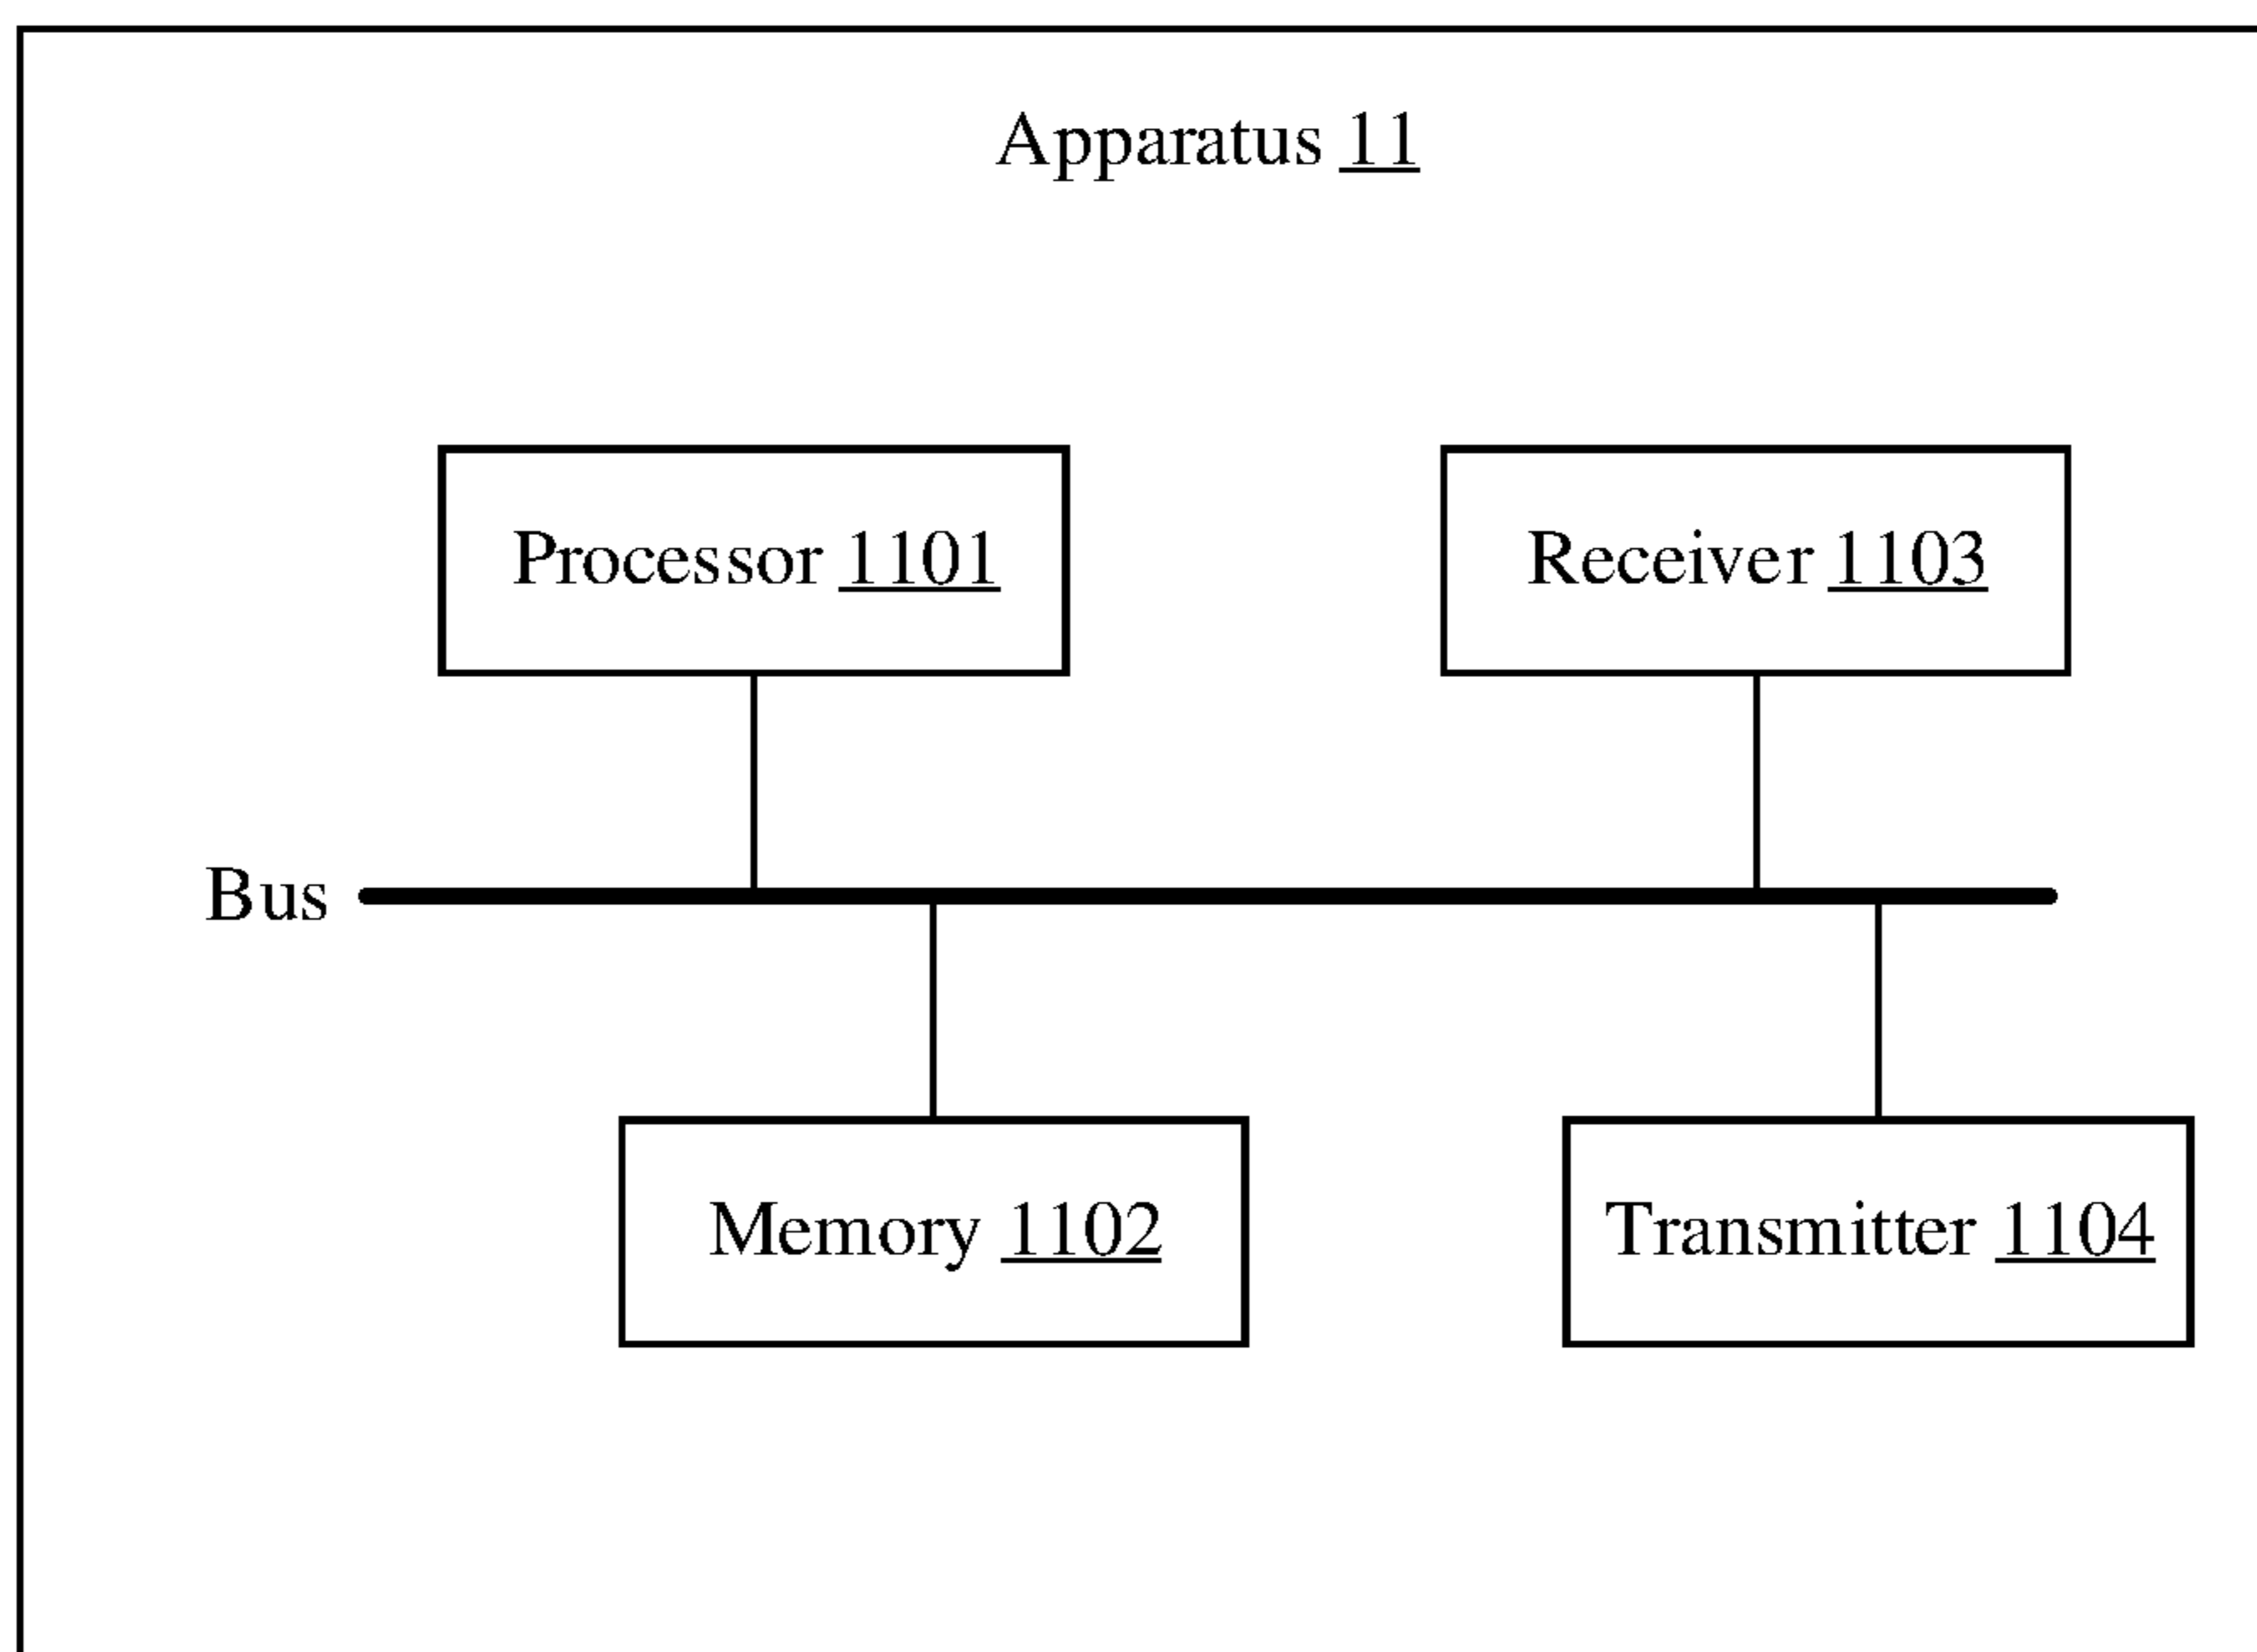 Apparatus 11
Processor 1101
Receiver 1103
Bus
Memory 1102
Transmitter 1104